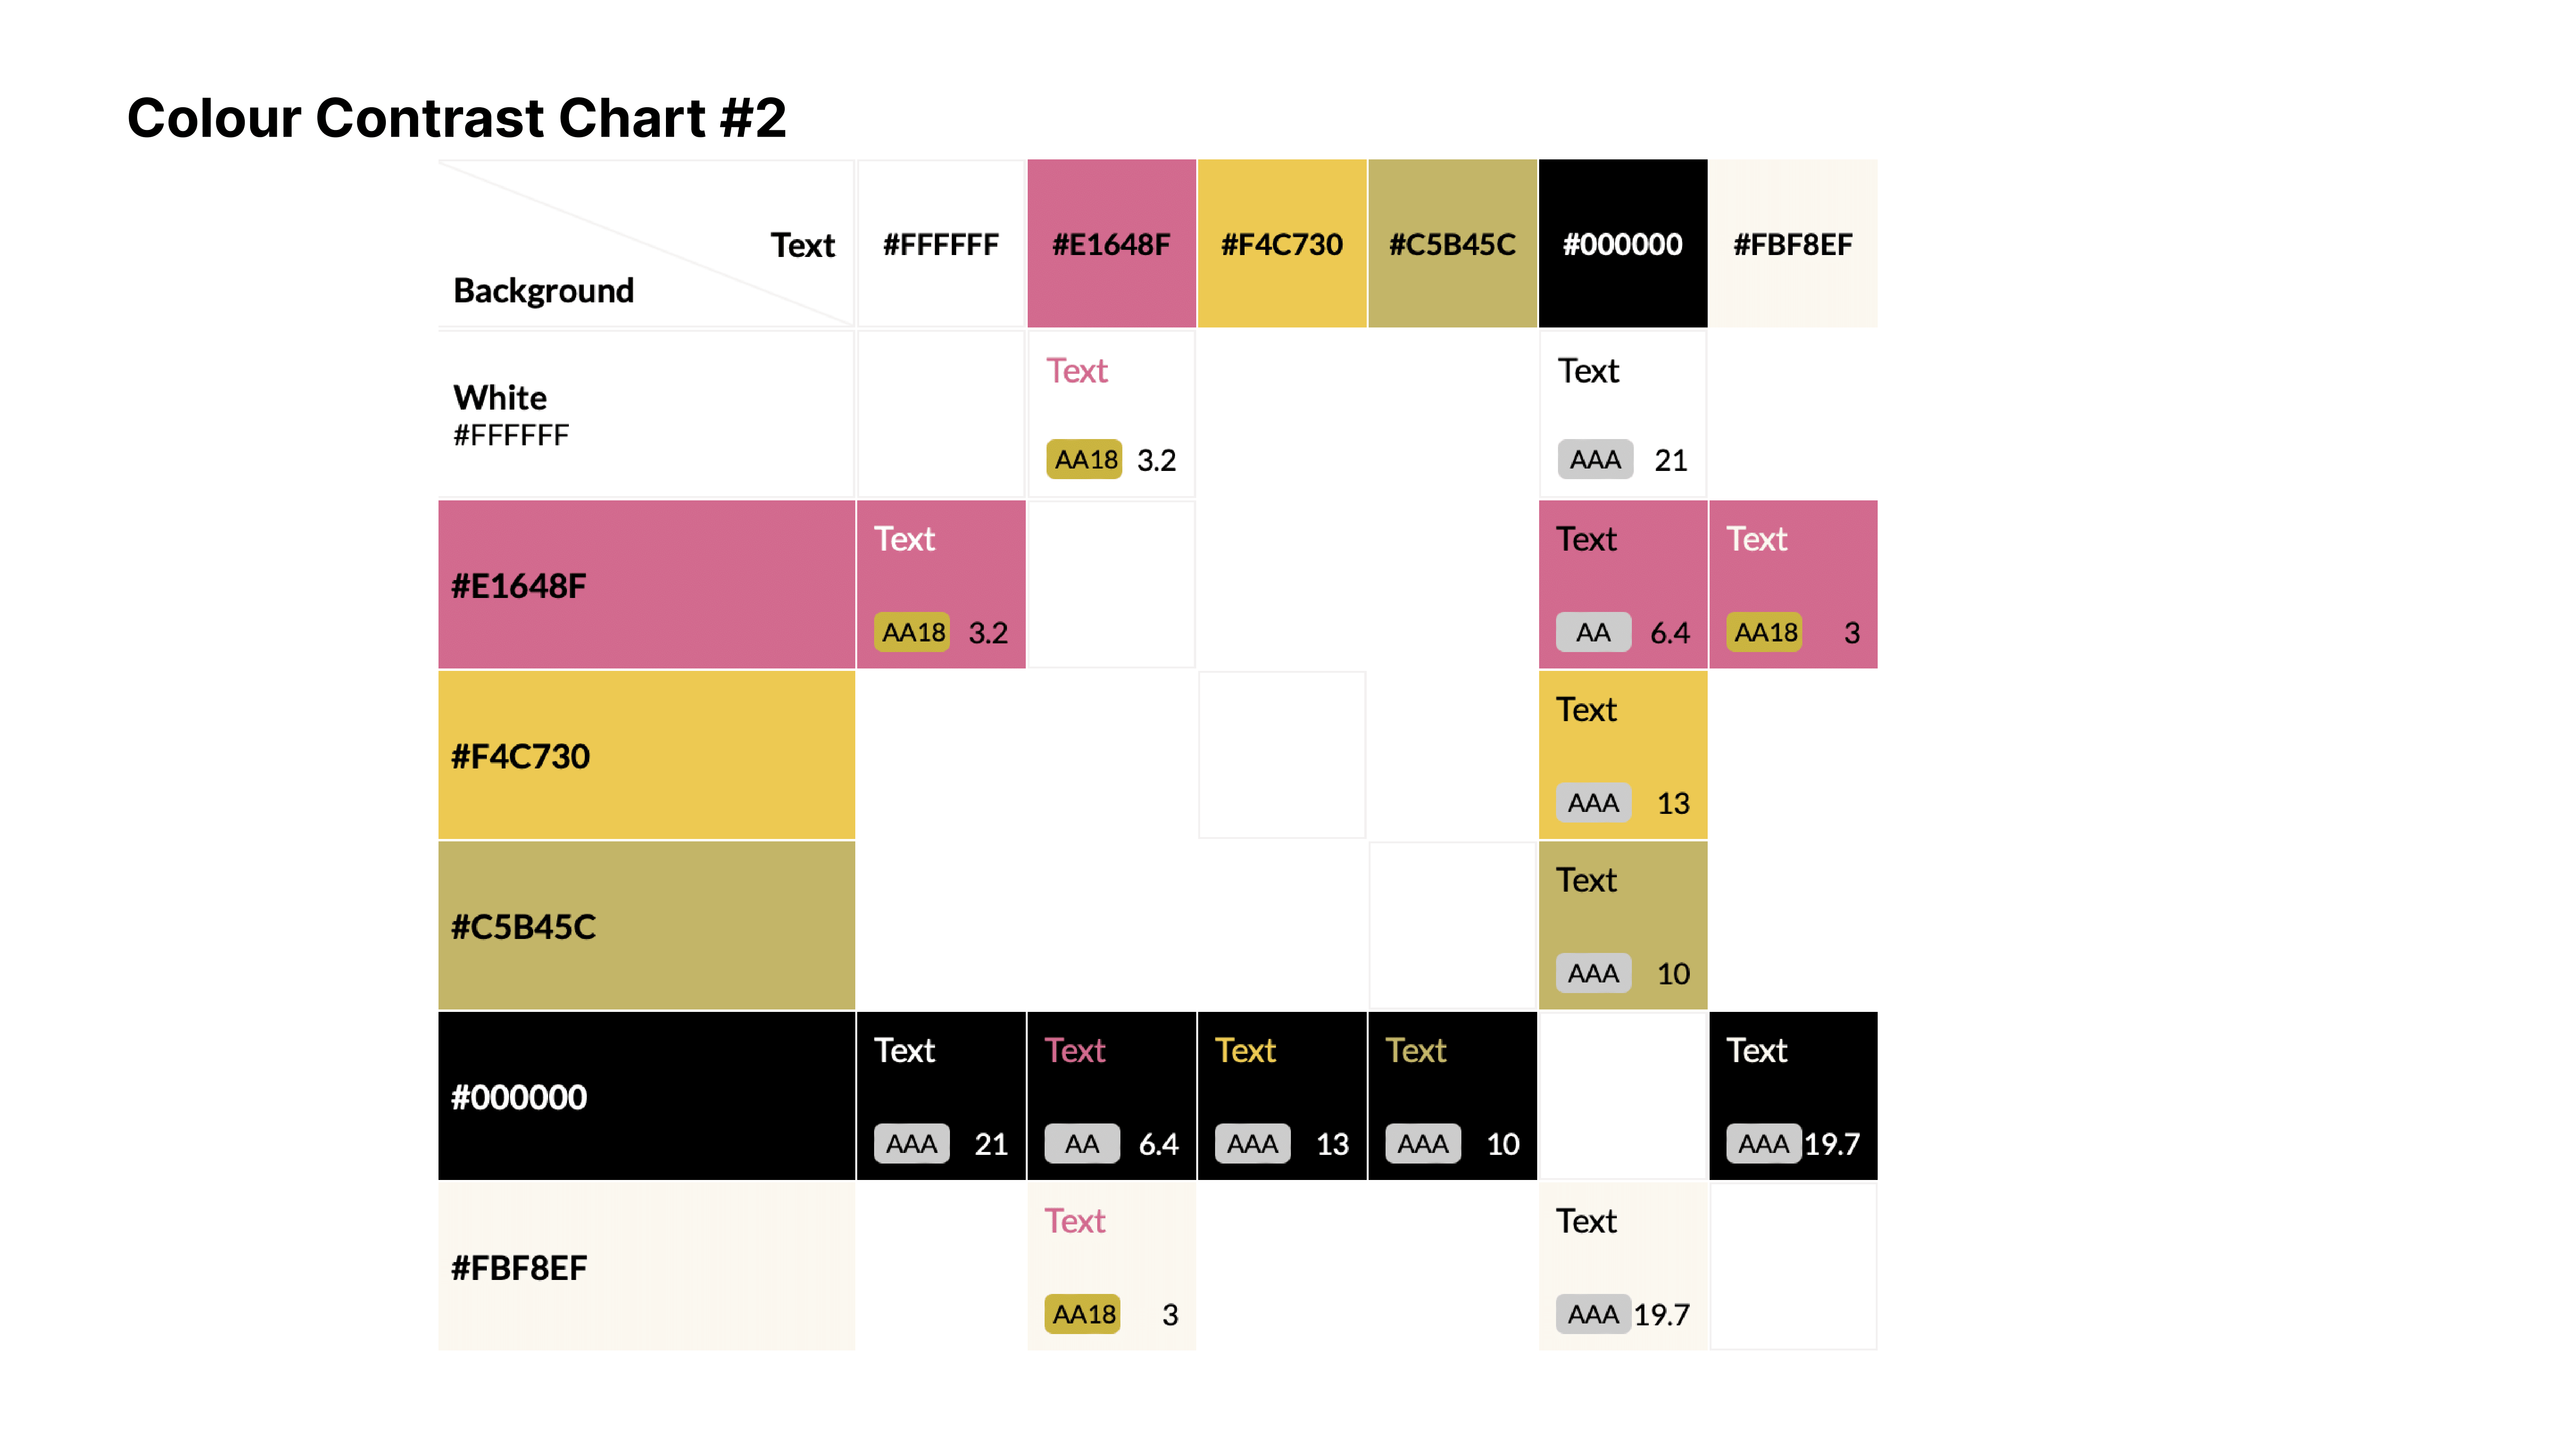 Colour Contrast Chart #2
Text
Background
#FFFFFF
#E1648F
#F4C730
#C5B45C
#000000
#FBF8EF
White
#FFFFFF
Text
AA18 3.2
Text
AAA 21
#E1648F
Text
AA18 3.2
Text
AA 6.4
Text
AA18 3
#F4C730
Text
AAA 13
#C5B45C
Text
AAA 10
#000000
Text
AAA 21
Text
AA 6.4
Text
AAA 13
Text
AAA 10
Text
AAA 19.7
#FBF8EF
Text
AA18 3
Text
AAA 19.7